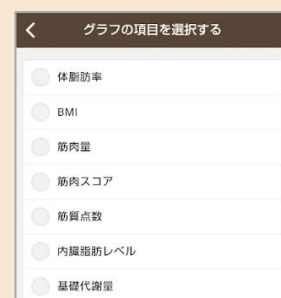 グラフの項目を選択する
体脂肪率
BMI
筋肉量
筋肉スコア
筋質点数
内臓脂肪レベル
基礎代謝量